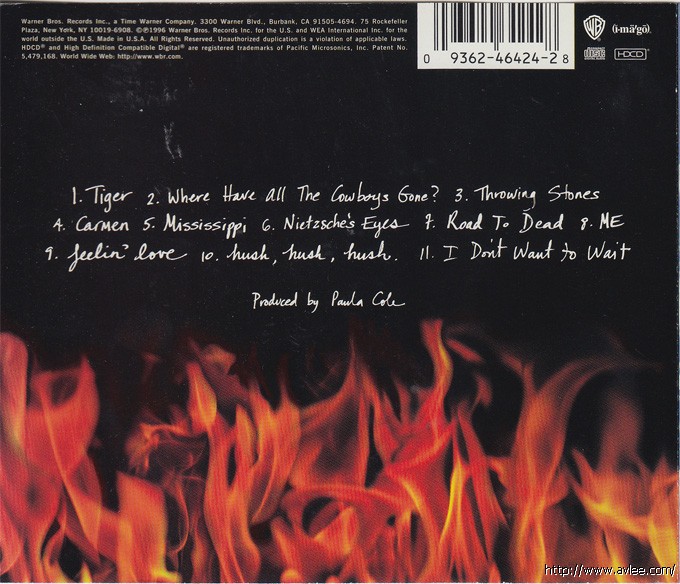 Warner Bros. Records Inc., a Time Warner Company. 3300 Warner Blvd., Burbank, CA 91505-4694. 75 Rockefeller
Plaza, New York, NY 10019-6908. ©℗1996 Warner Bros. Records Inc. for the U.S. and WEA International Inc. for the
world outside the U.S. Made in U.S.A. All Rights Reserved. Unauthorized duplication is a violation of applicable laws.
HDCD® and High Definition Compatible Digital® are registered trademarks of Pacific Microsonics, Inc. Patent No.
5,479,168. World Wide Web: http://www.wbr.com.
0 9362-46424-2 8
WB
(i·mä'gō)
HDCD
1. Tiger 2. Where Have all The Cowboys Gone? 3. Throwing Stones
4. Carmen 5. Mississippi 6. Nietzsche's Eyes 7. Road To Dead 8. ME
9. feelin' love 10. hush, hush, hush. 11. I Don't Want to Wait
Produced by Paula Cole
http://www.avlee.com/